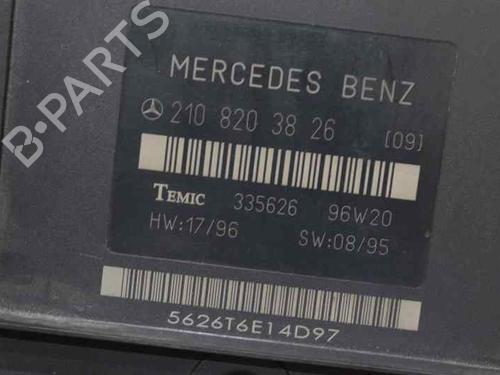 B-PARTS
MERCEDES BENZ
210 820 38 26 [09]
TEMIC 335626 96W20
HW:17/96 SW:08/95
5626T6E14D97